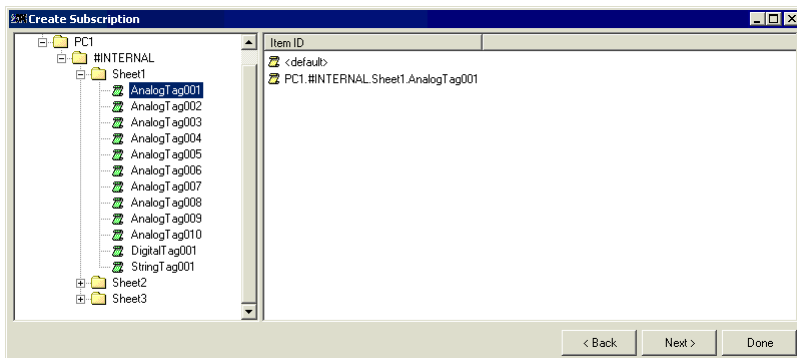 Create Subscription
PC1
#INTERNAL
Sheet1
AnalogTag001
AnalogTag002
AnalogTag003
AnalogTag004
AnalogTag005
AnalogTag006
AnalogTag007
AnalogTag008
AnalogTag009
AnalogTag010
DigitalTag001
StringTag001
Sheet2
Sheet3
Item ID
<default>
PC1.#INTERNAL.Sheet1.AnalogTag001
< Back Next > Done